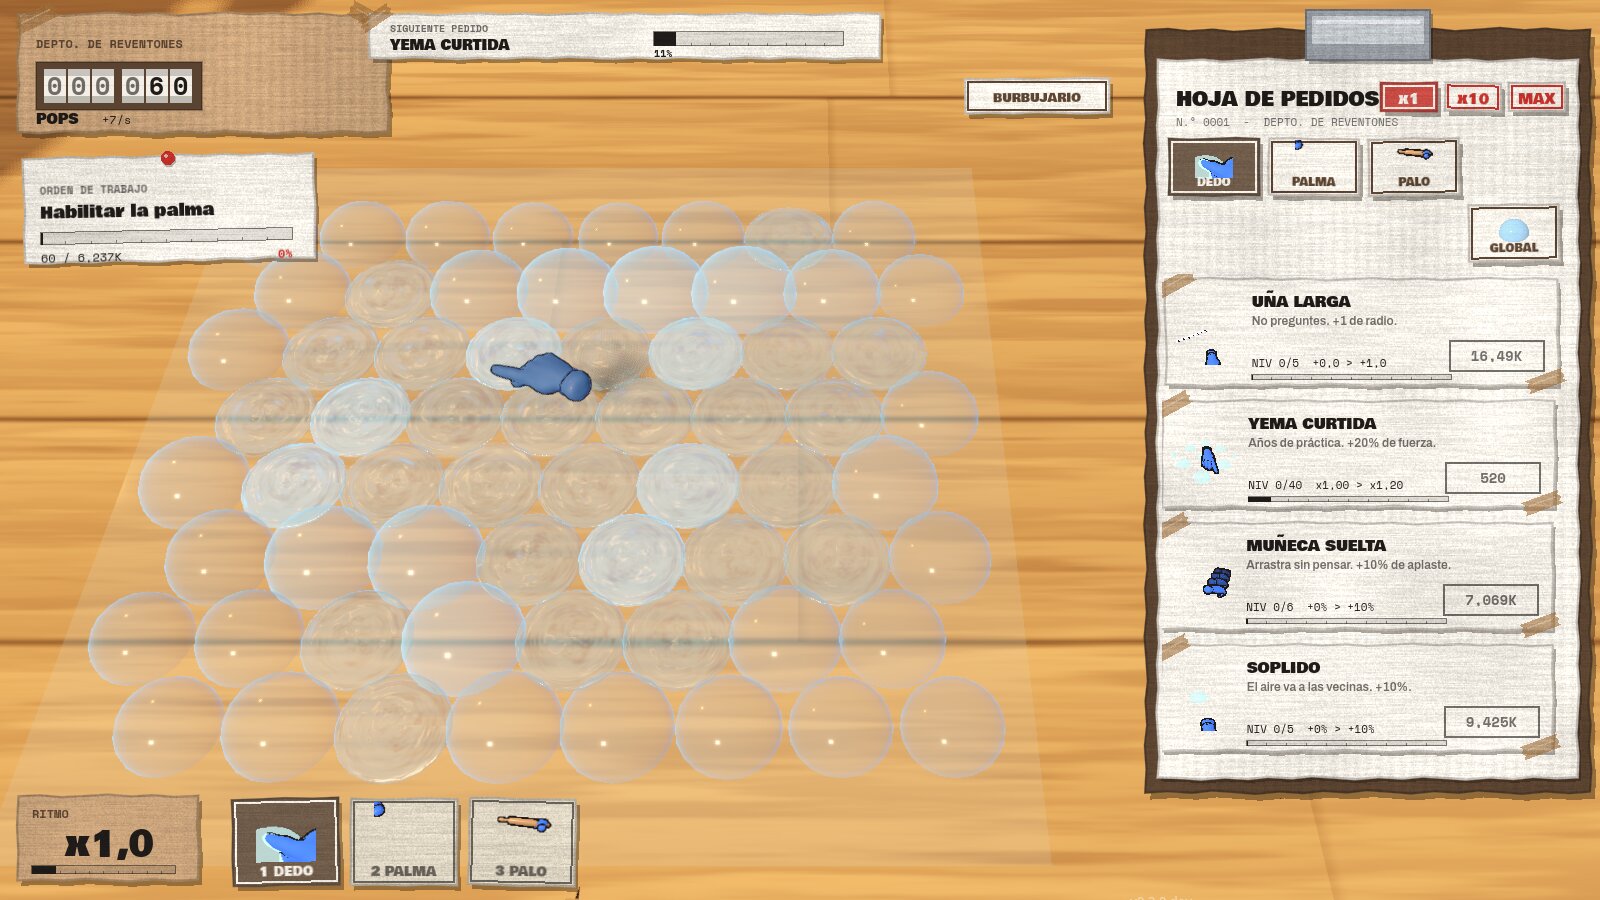 DEPTO. DE REVENTONES
000 060
POPS +7/s
SIGUIENTE PEDIDO
YEMA CURTIDA
11%
BURBUJARIO
ORDEN DE TRABAJO
Habilitar la palma
60 / 6,237K
0%
HOJA DE PEDIDOS
x1
x10
MAX
N.° 0001 - DEPTO. DE REVENTONES
DEDO
PALMA
PALO
GLOBAL
UÑA LARGA
No preguntes. +1 de radio.
NIV 0/5 +0,0 > +1,0
16,49K
YEMA CURTIDA
Años de práctica. +20% de fuerza.
NIV 0/40 x1,00 > x1,20
520
MUÑECA SUELTA
Arrastra sin pensar. +10% de aplaste.
NIV 0/6 +0% > +10%
7,069K
SOPLIDO
El aire va a las vecinas. +10%.
NIV 0/5 +0% > +10%
9,425K
RITMO
x1,0
1 DEDO
2 PALMA
3 PALO